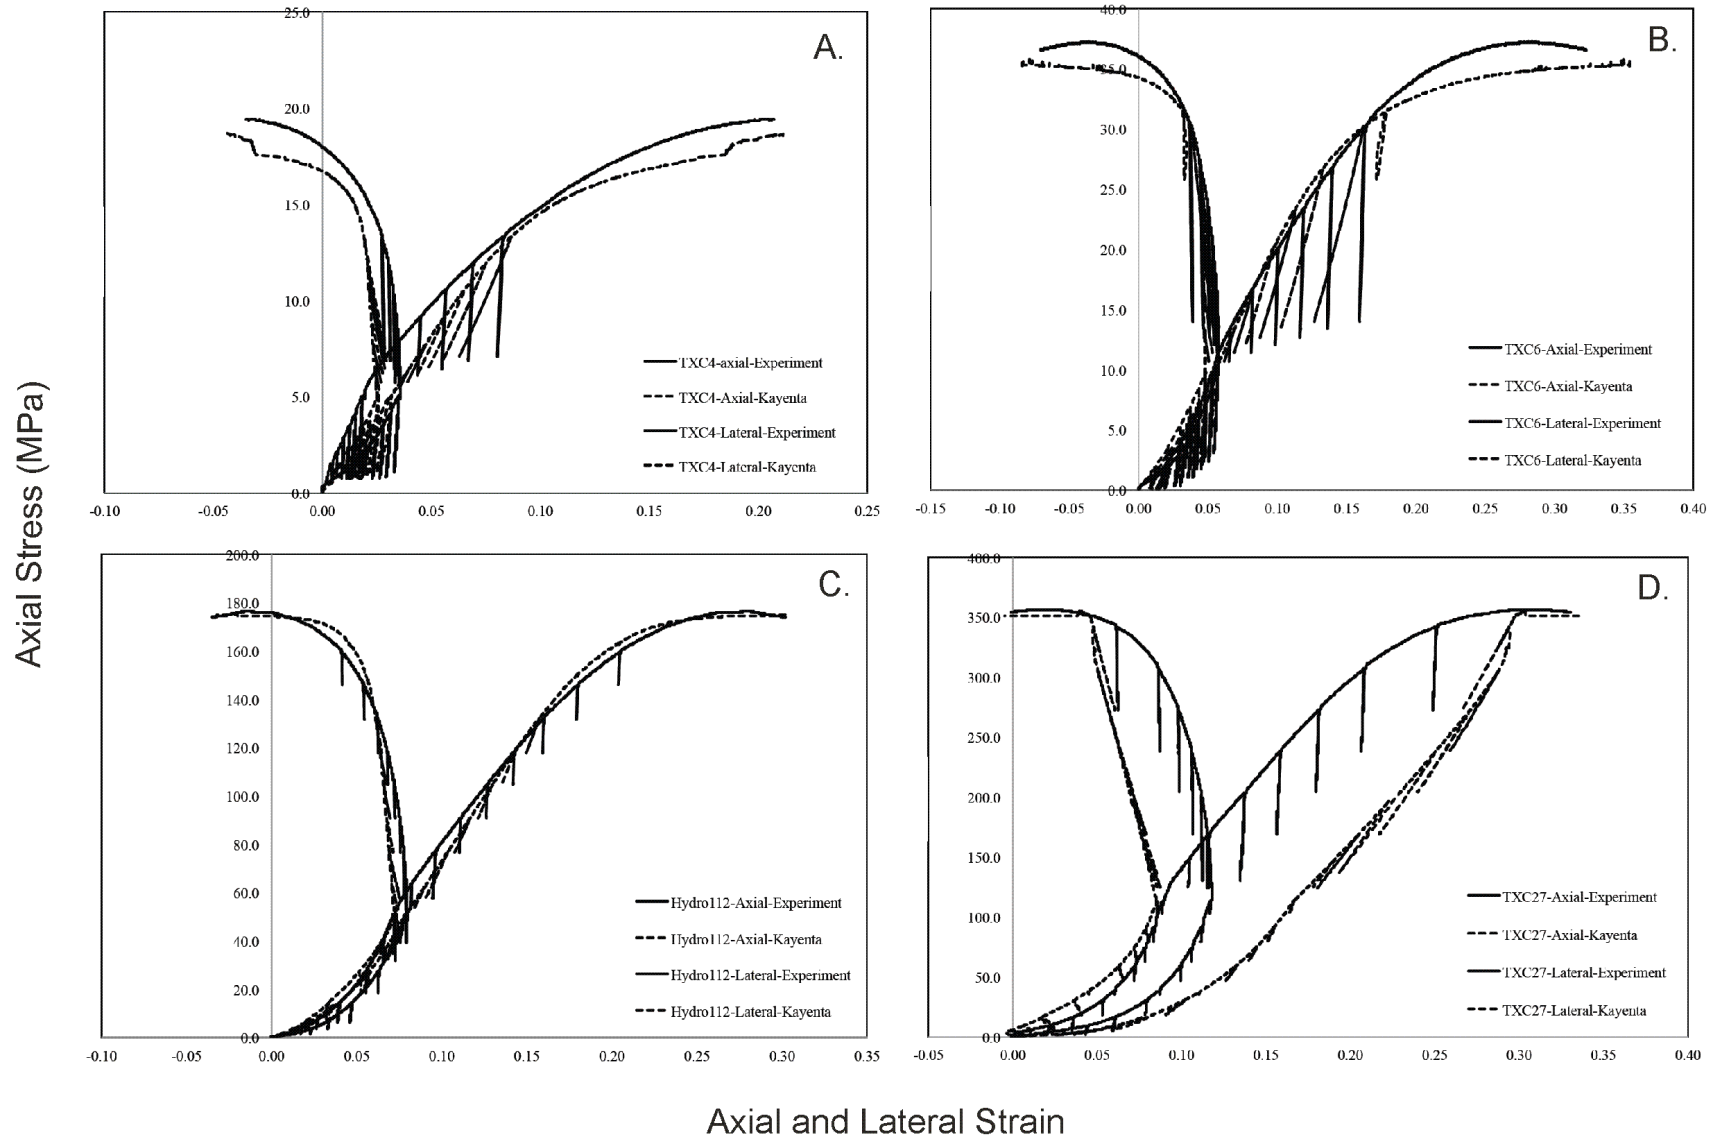 25.0
A.
20.0
15.0
10.0
5.0
0.0
TXC4-axial-Experiment
TXC4-Axial-Kayenta
TXC4-Lateral-Experiment
TXC4-Lateral-Kayenta
-0.10 -0.05 0.00 0.05 0.10 0.15 0.20 0.25
40.0
B.
35.0
30.0
25.0
20.0
15.0
10.0
5.0
0.0
TXC6-Axial-Experiment
TXC6-Axial-Kayenta
TXC6-Lateral-Experiment
TXC6-Lateral-Kayenta
-0.15 -0.10 -0.05 0.00 0.05 0.10 0.15 0.20 0.25 0.30 0.35 0.40
Axial Stress (MPa)
200.0
C.
180.0
160.0
140.0
120.0
100.0
80.0
60.0
40.0
20.0
0.0
Hydro112-Axial-Experiment
Hydro112-Axial-Kayenta
Hydro112-Lateral-Experiment
Hydro112-Lateral-Kayenta
-0.10 -0.05 0.00 0.05 0.10 0.15 0.20 0.25 0.30 0.35
400.0
D.
350.0
300.0
250.0
200.0
150.0
100.0
50.0
0.0
TXC27-Axial-Experiment
TXC27-Axial-Kayenta
TXC27-Lateral-Experiment
TXC27-Lateral-Kayenta
-0.05 0.00 0.05 0.10 0.15 0.20 0.25 0.30 0.35 0.40
Axial and Lateral Strain